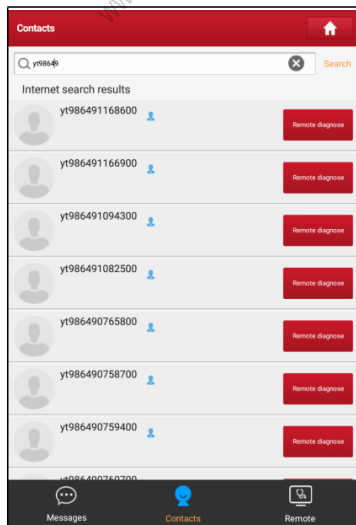 Contacts
yt98649
Search
Internet search results
yt986491168600
Remote diagnose
yt986491166900
Remote diagnose
yt986491094300
Remote diagnose
yt986491082500
Remote diagnose
yt986490765800
Remote diagnose
yt986490758700
Remote diagnose
yt986490759400
Remote diagnose
Messages
Contacts
Remote